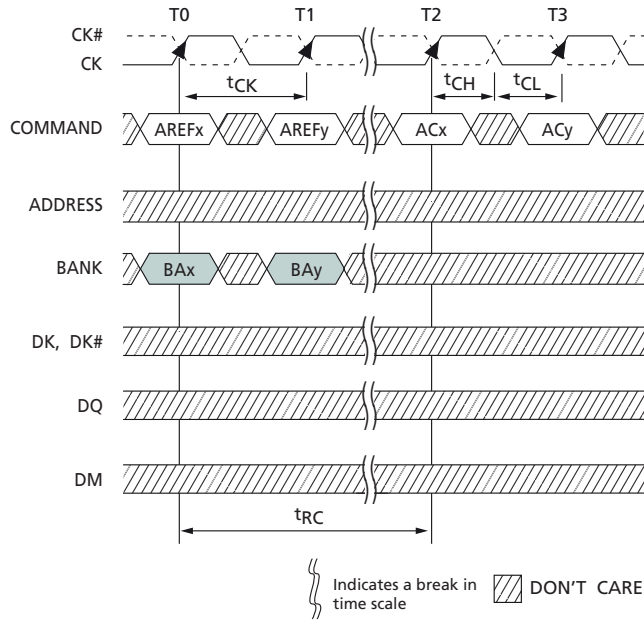 T0 T1 T2 T3
CK#
CK
tCK tCH tCL
COMMAND AREFx AREFy ACx ACy
ADDRESS
BANK BAx BAy
DK, DK#
DQ
DM
tRC
Indicates a break in
time scale
DON'T CARE